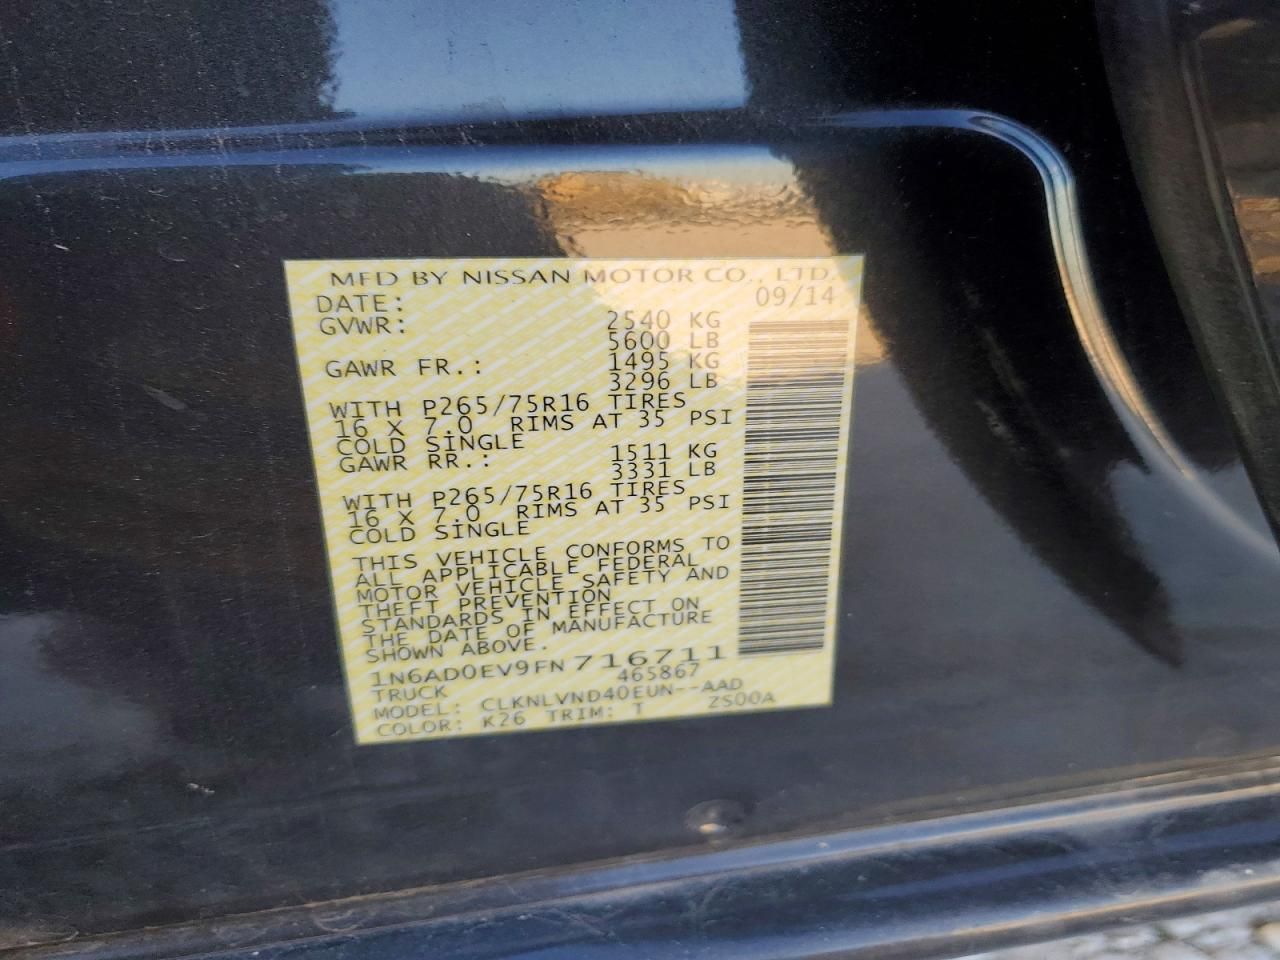 MFD BY NISSAN MOTOR CO., LTD.
DATE: 09/14
GVWR: 2540 KG
5600 LB
GAWR FR.: 1495 KG
3296 LB
WITH P265/75R16 TIRES
16 X 7.0 RIMS AT 35 PSI
COLD SINGLE
GAWR RR.: 1511 KG
3331 LB
WITH P265/75R16 TIRES
16 X 7.0 RIMS AT 35 PSI
COLD SINGLE
THIS VEHICLE CONFORMS TO
ALL APPLICABLE FEDERAL
MOTOR VEHICLE SAFETY AND
THEFT PREVENTION
STANDARDS IN EFFECT ON
THE DATE OF MANUFACTURE
SHOWN ABOVE.
1N6AD0EV9FN716711
TRUCK 465867
MODEL: CLKNLVND40EUN--AAD
COLOR: K26 TRIM: T ZS00A